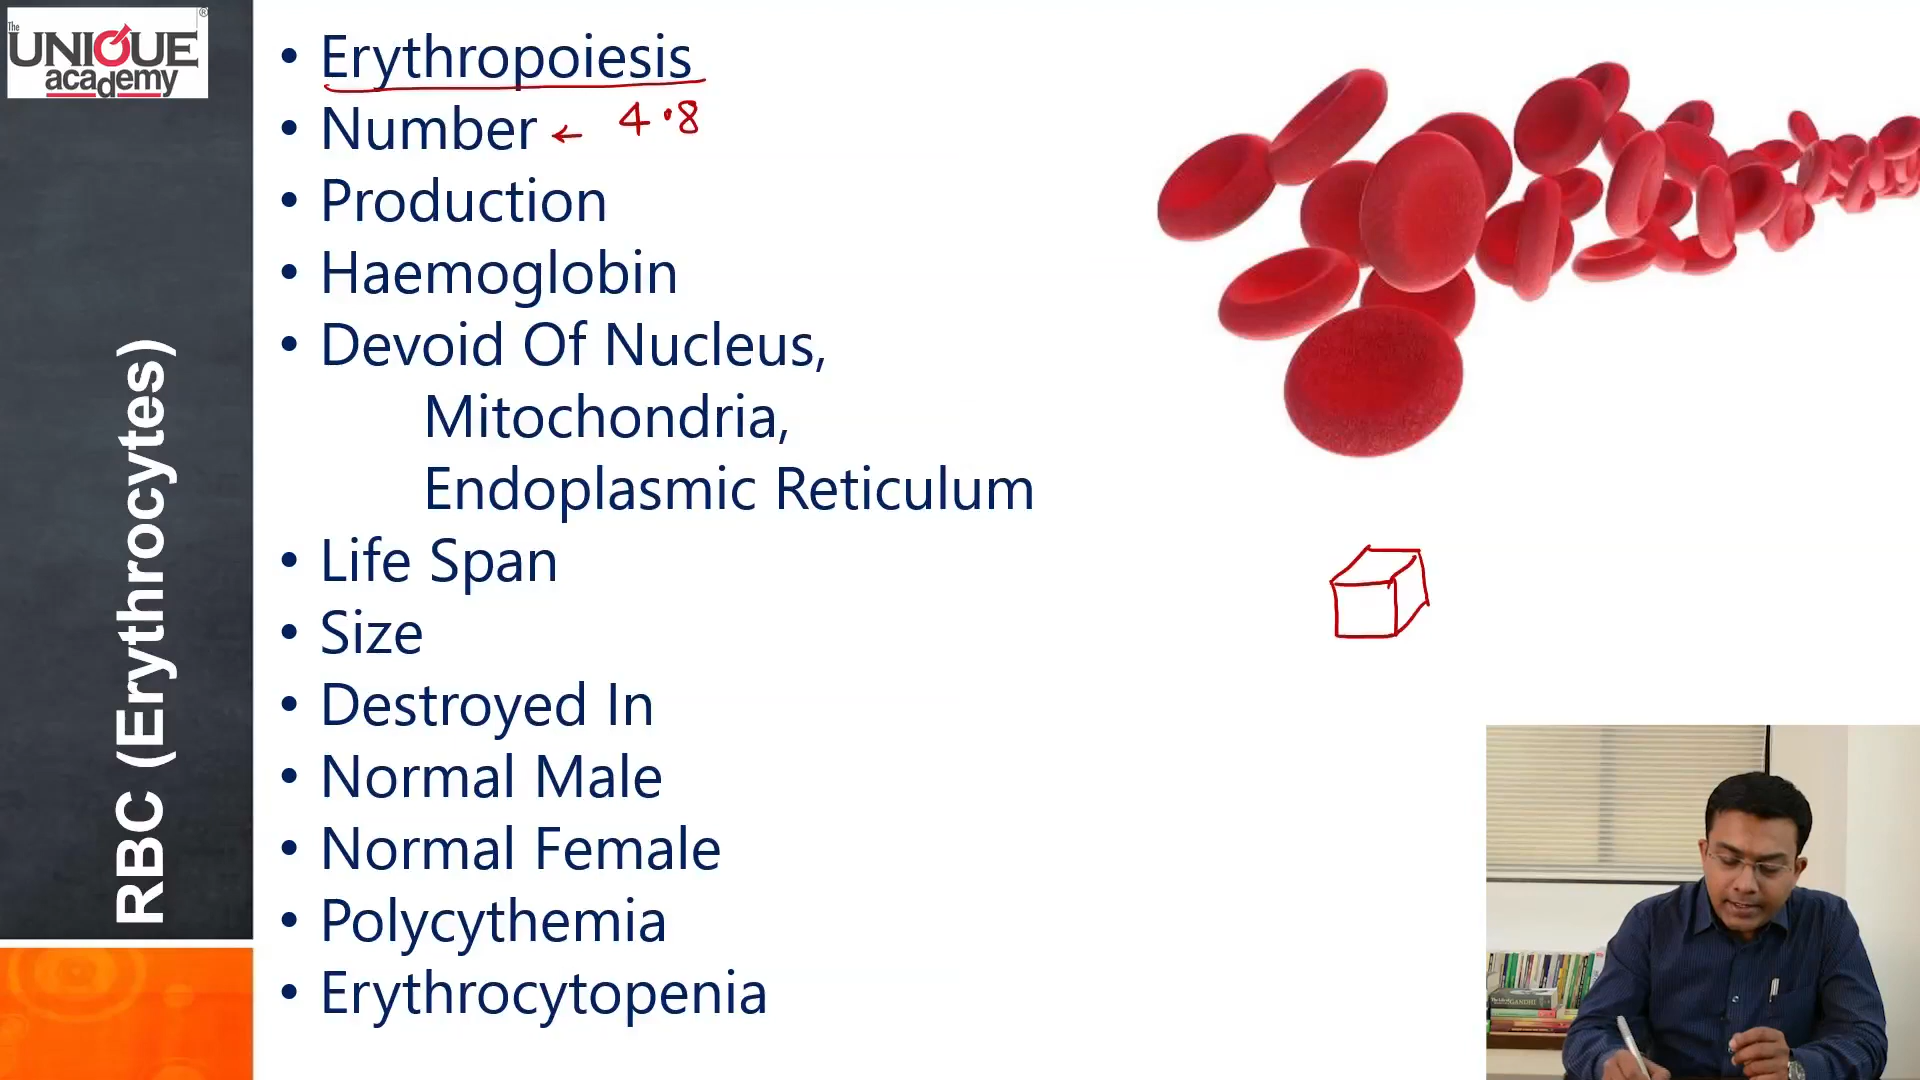 The
UNIQUE®
academy
RBC (Erythrocytes)
• Erythropoiesis
• Number ← 4.8
• Production
• Haemoglobin
• Devoid Of Nucleus,
Mitochondria,
Endoplasmic Reticulum
• Life Span
• Size
• Destroyed In
• Normal Male
• Normal Female
• Polycythemia
• Erythrocytopenia
GANDHI